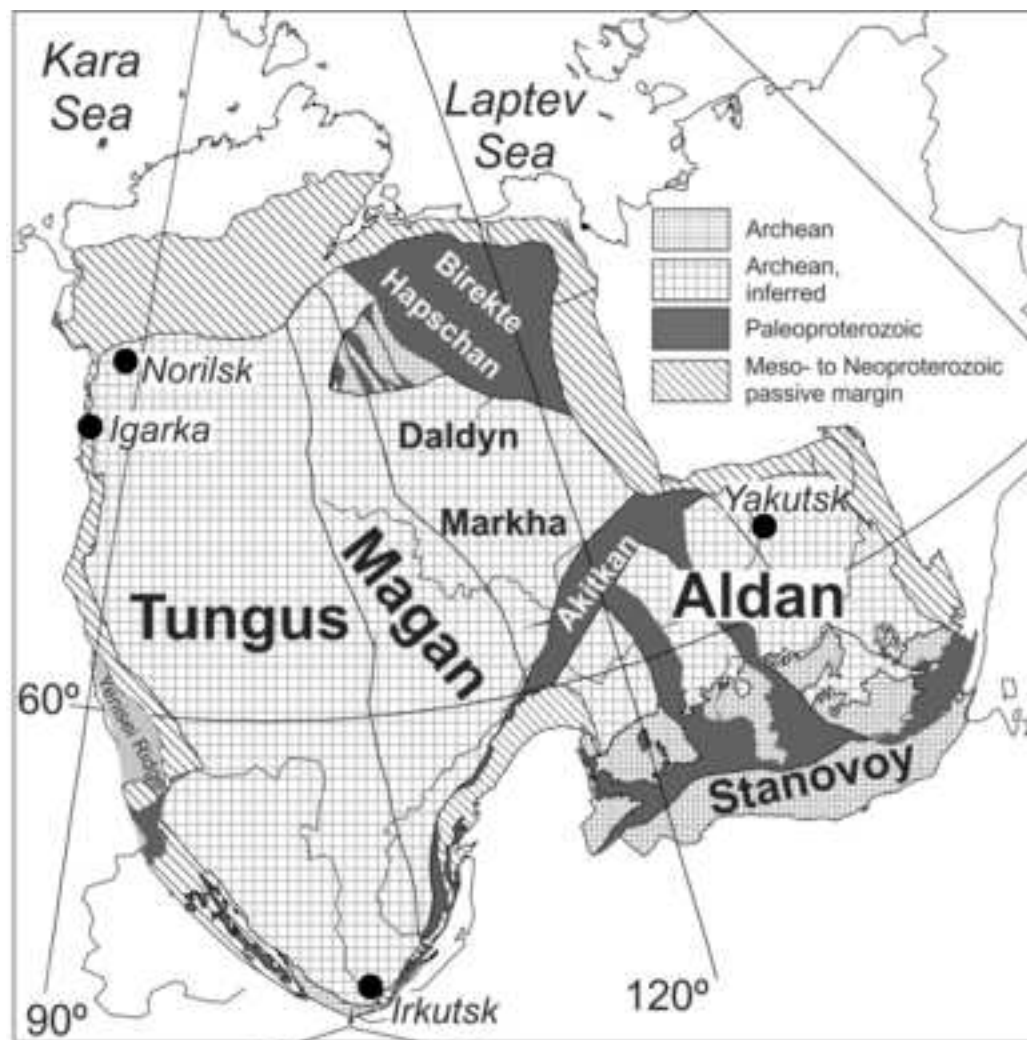 Kara
Sea
Laptev
Sea
Archean
Archean,
inferred
Paleoproterozoic
Meso- to Neoproterozoic
passive margin
Birekte
Hapschan
Norilsk
Igarka
Daldyn
Markha
Yakutsk
Akitkan
Magan
Tungus
Aldan
60º
Yenisei Ridge
Stanovoy
120º
90º
Irkutsk